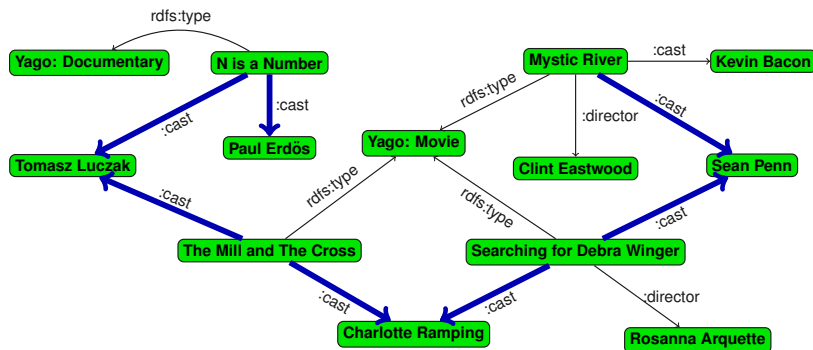 rdfs:type
Yago: Documentary
N is a Number
Mystic River
:cast
Kevin Bacon
:cast
:cast
rdfs:type
:director
:cast
Paul Erdös
Yago: Movie
Tomasz Luczak
Clint Eastwood
Sean Penn
:cast
rdfs:type
rdfs:type
:cast
The Mill and The Cross
Searching for Debra Winger
:cast
:cast
:director
Charlotte Ramping
Rosanna Arquette